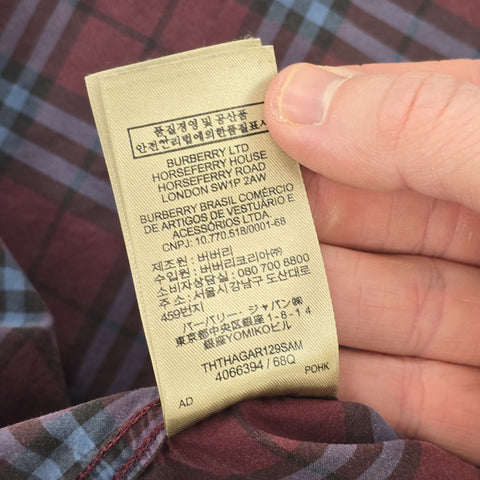 품질경영 및 공산품
안전관리법에의한품질표시
BURBERRY LTD
HORSEFERRY HOUSE
HORSEFERRY ROAD
LONDON SW1P 2AW
BURBERRY BRASIL COMÉRCIO
DE ARTIGOS DE VESTUÁRIO E
ACESSÓRIOS LTDA.
CNPJ: 10.770.518/0001-68
제조원 : 버버리
수입원 : 버버리코리아㈜
소비자상담실 : 080 700 8800
주소 : 서울시 강남구 도산대로
459번지
バーバリー・ジャパン㈱
東京都中央区銀座1-8-14
銀座YOMIKOビル
THTHAGAR129SAM
4066394 / 68Q
AD
POHK